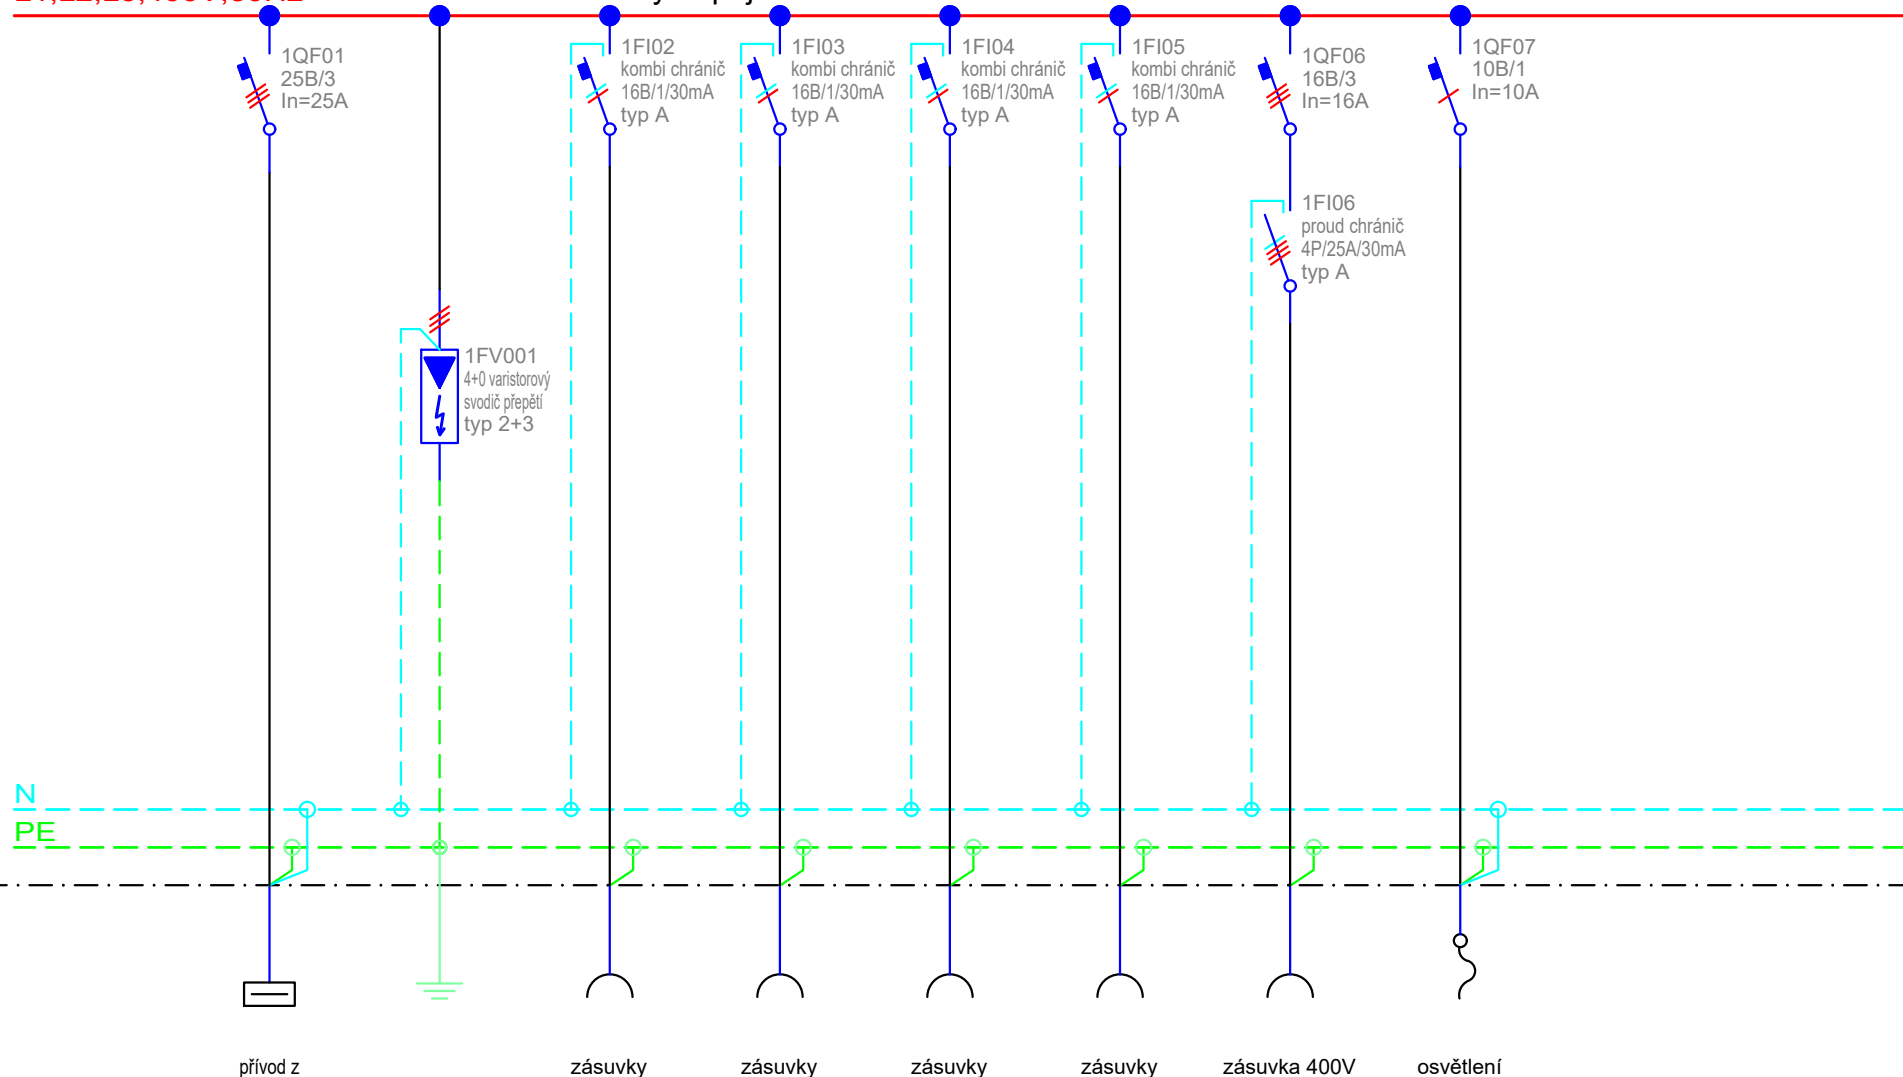 1QF01
25B/3
In=25A
1FV001
4+0 varistorový
svodič přepětí
typ 2+3
1FI02
kombi chránič
16B/1/30mA
typ A
1FI03
kombi chránič
16B/1/30mA
typ A
1FI04
kombi chránič
16B/1/30mA
typ A
1FI05
kombi chránič
16B/1/30mA
typ A
1QF06
16B/3
In=16A
1FI06
proud chránič
4P/25A/30mA
typ A
1QF07
10B/1
In=10A
N
PE
přívod z
zásuvky
zásuvky
zásuvky
zásuvky
zásuvka 400V
osvětlení